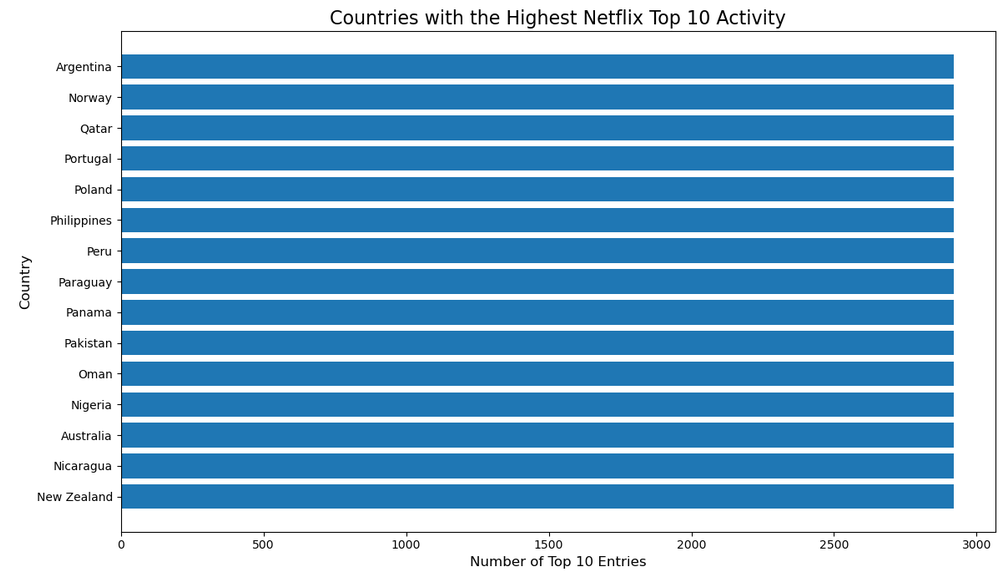 Countries with the Highest Netflix Top 10 Activity
Country
Argentina
Norway
Qatar
Portugal
Poland
Philippines
Peru
Paraguay
Panama
Pakistan
Oman
Nigeria
Australia
Nicaragua
New Zealand
0 500 1000 1500 2000 2500 3000
Number of Top 10 Entries